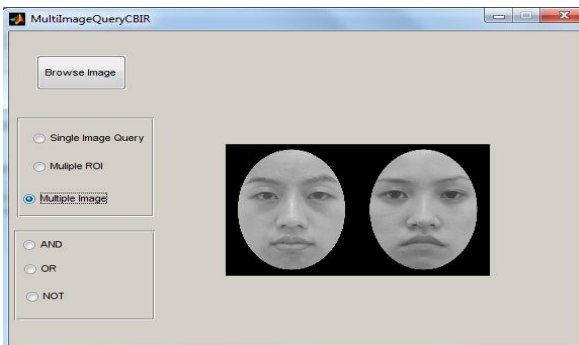 MultiImageQueryCBIR
Browse Image
Single Image Query
Muliple ROI
Multiple Image
AND
OR
NOT